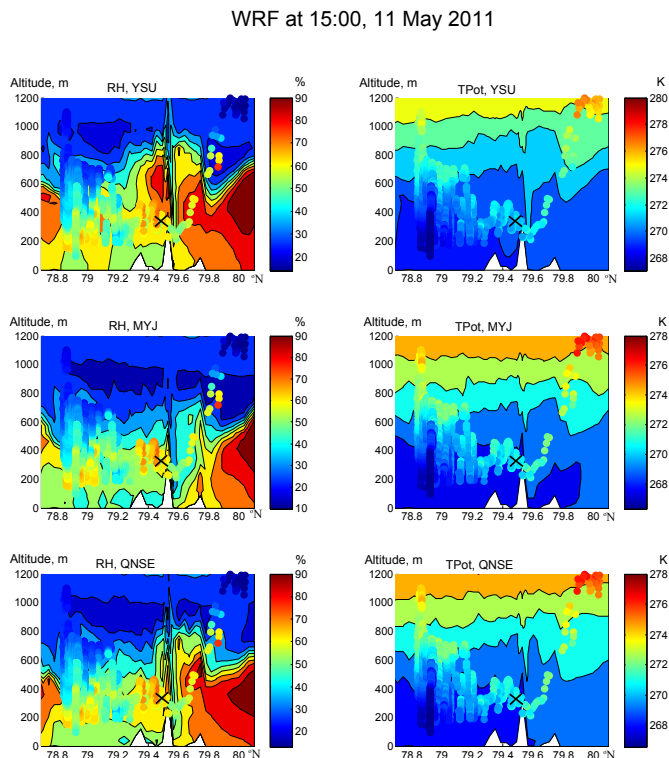 WRF at 15:00, 11 May 2011
Altitude, m RH, YSU % Altitude, m TPot, YSU K
1200 90 1200 280
1000 80 1000 278
800 70 800 276
600 60 600 274
400 50 400 272
200 40 200 270
0 30 0 268
20
78.8 79 79.2 79.4 79.6 79.8 80 °N 78.8 79 79.2 79.4 79.6 79.8 80 °N
Altitude, m RH, MYJ % Altitude, m TPot, MYJ K
1200 90 1200 278
1000 80 1000 276
800 70 800 274
600 60 600 272
400 50 400 270
200 40 200 268
0 30 0
20
10
78.8 79 79.2 79.4 79.6 79.8 80 °N 78.8 79 79.2 79.4 79.6 79.8 80 °N
Altitude, m RH, QNSE % Altitude, m TPot, QNSE K
1200 90 1200 278
1000 80 1000 276
800 70 800 274
600 60 600 272
400 50 400 270
200 40 200 268
0 30 0
20
78.8 79 79.2 79.4 79.6 79.8 80 °N 78.8 79 79.2 79.4 79.6 79.8 80 °N